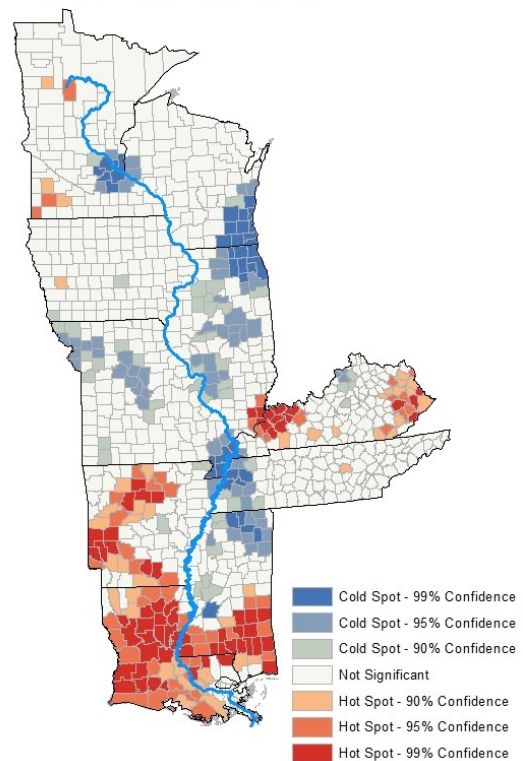 Cold Spot - 99% Confidence
Cold Spot - 95% Confidence
Cold Spot - 90% Confidence
Not Significant
Hot Spot - 90% Confidence
Hot Spot - 95% Confidence
Hot Spot - 99% Confidence